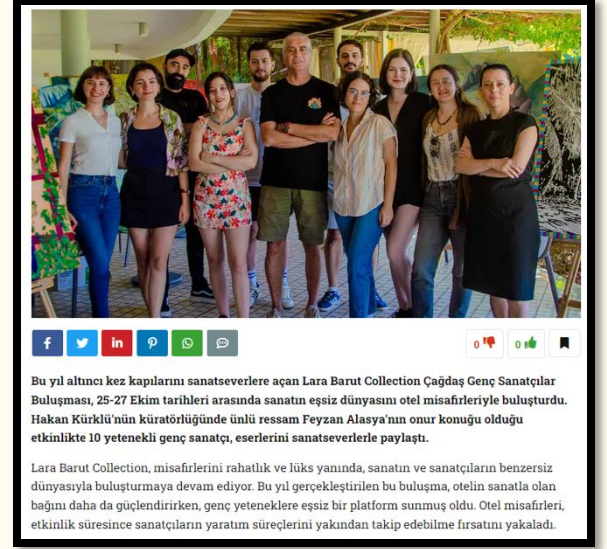 0
0
Bu yıl altıncı kez kapılarını sanatseverlere açan Lara Barut Collection Çağdaş Genç Sanatçılar
Buluşması, 25-27 Ekim tarihleri arasında sanatın eşsiz dünyasını otel misafirleriyle buluşturdu.
Hakan Kürklü'nün küratörlüğünde ünlü ressam Feyzan Alasya'nın onur konuğu olduğu
etkinlikte 10 yetenekli genç sanatçı, eserlerini sanatseverlerle paylaştı.
Lara Barut Collection, misafirlerini rahatlık ve lüks yanında, sanatın ve sanatçıların benzersiz
dünyasıyla buluşturmaya devam ediyor. Bu yıl gerçekleştirilen bu buluşma, otelin sanatla olan
bağını daha da güçlendirirken, genç yeteneklere eşsiz bir platform sunmuş oldu. Otel misafirleri,
etkinlik süresince sanatçıların yaratım süreçlerini yakından takip edebilme fırsatını yakaladı.